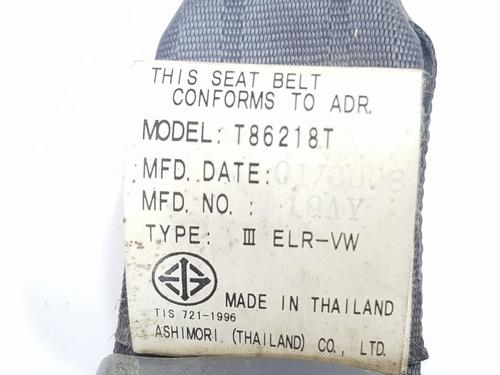 THIS SEAT BELT
CONFORMS TO ADR.
MODEL: T86218T
MFD. DATE:
MFD. NO. :
TYPE: III ELR-VW
MADE IN THAILAND
TIS 721-1996
ASHIMORI (THAILAND) CO., LTD.